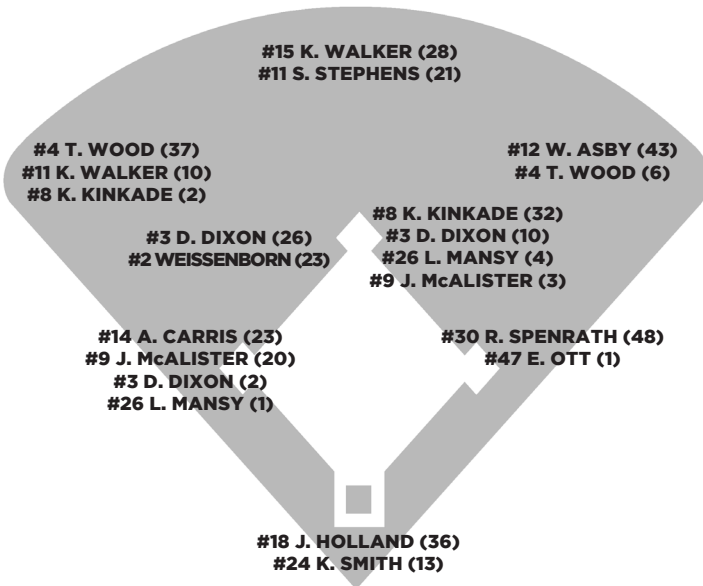 #15 K. WALKER (28)
#11 S. STEPHENS (21)
#4 T. WOOD (37)
#11 K. WALKER (10)
#8 K. KINKADE (2)
#12 W. ASBY (43)
#4 T. WOOD (6)
#8 K. KINKADE (32)
#3 D. DIXON (10)
#26 L. MANSY (4)
#9 J. McALISTER (3)
#3 D. DIXON (26)
#2 WEISSENBORN (23)
#14 A. CARRIS (23)
#9 J. McALISTER (20)
#3 D. DIXON (2)
#26 L. MANSY (1)
#30 R. SPENRATH (48)
#47 E. OTT (1)
#18 J. HOLLAND (36)
#24 K. SMITH (13)